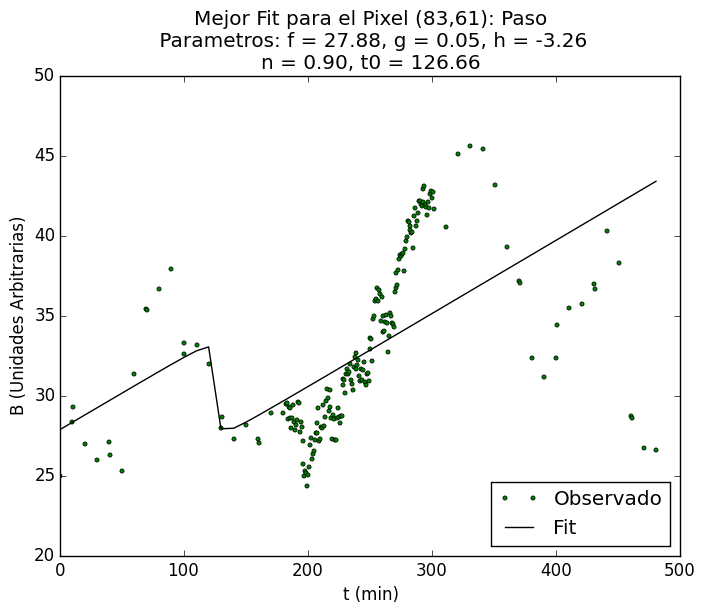 Mejor Fit para el Pixel (83,61): Paso
Parametros: f = 27.88, g = 0.05, h = -3.26
n = 0.90, t0 = 126.66
50
45
40
35
30
25
20
B (Unidades Arbitrarias)
Observado
Fit
0 100 200 300 400 500
t (min)